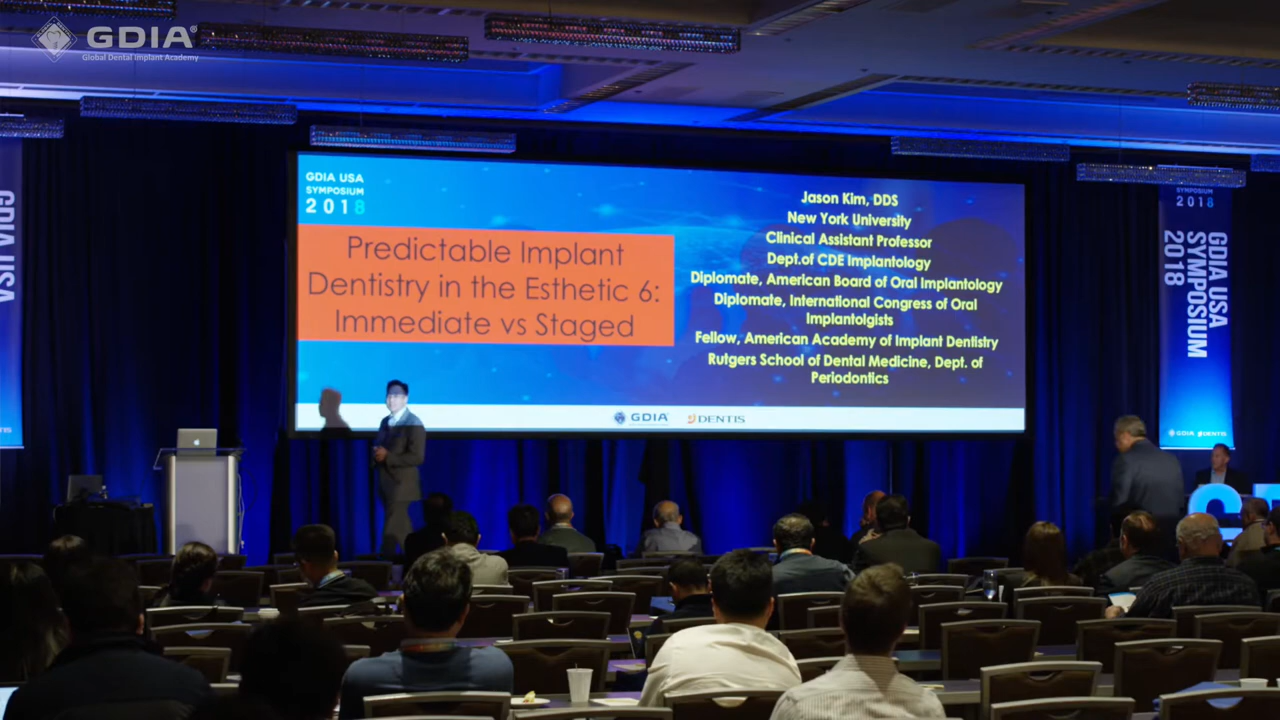 GDIA®
Global Dental Implant Academy
GDIA USA
SYMPOSIUM
2018
Predictable Implant
Dentistry in the Esthetic 6:
Immediate vs Staged
Jason Kim, DDS
New York University
Clinical Assistant Professor
Dept.of CDE Implantology
Diplomate, American Board of Oral Implantology
Diplomate, International Congress of Oral
Implantolgists
Fellow, American Academy of Implant Dentistry
Rutgers School of Dental Medicine, Dept. of
Periodontics
GDIA
DENTIS
GDIA USA
SYMPOSIUM
2018
GDIA USA
SYMPOSIUM
2018
GDIA DENTIS